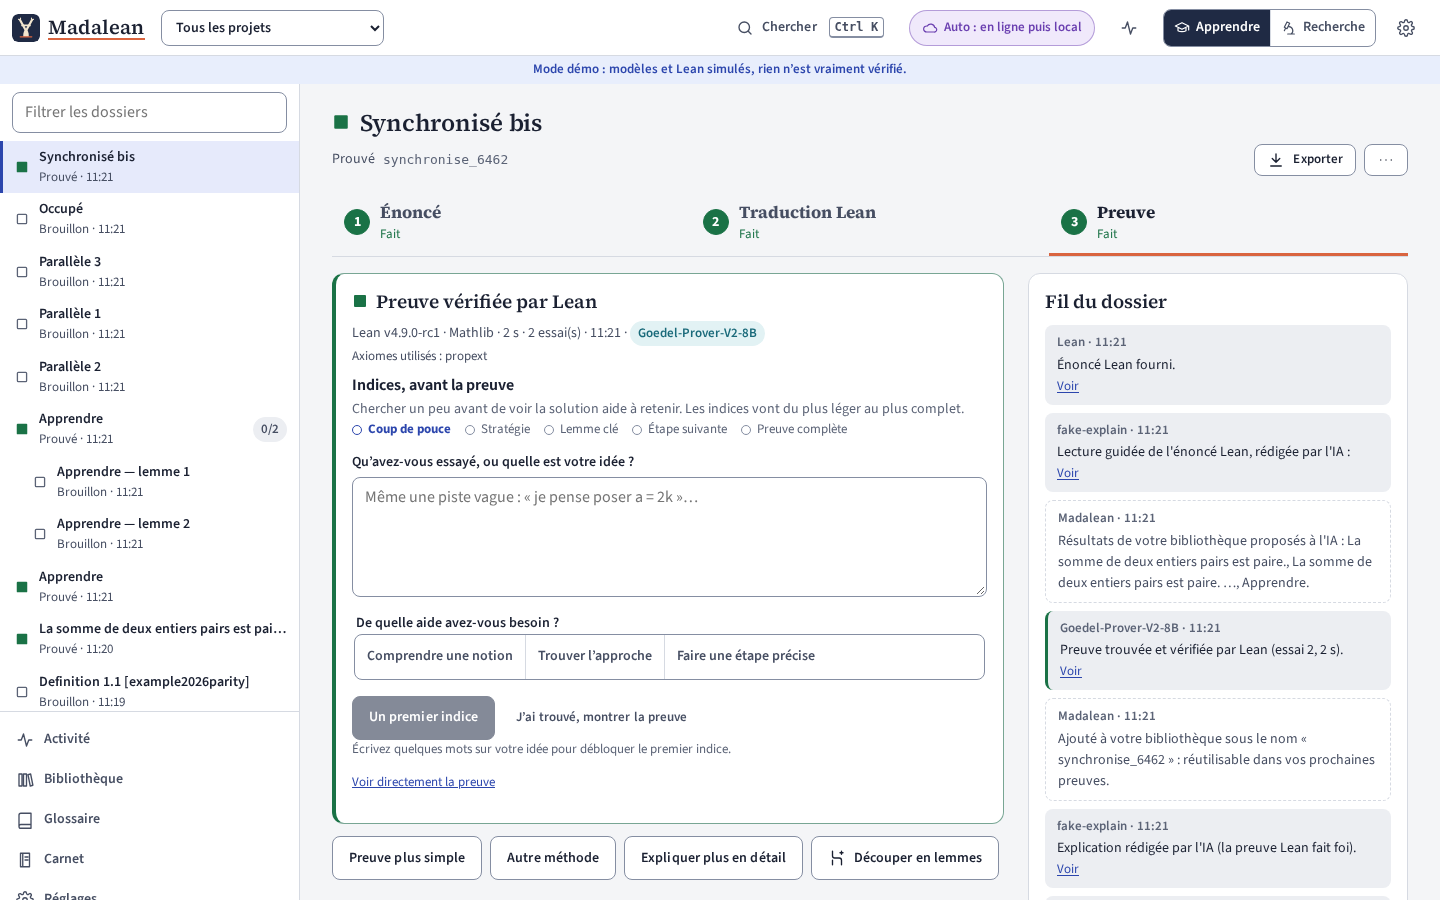 Madalean
Tous les projets
Chercher
Ctrl K
Auto : en ligne puis local
Apprendre
Recherche
Mode démo : modèles et Lean simulés, rien n’est vraiment vérifié.
Filtrer les dossiers
Synchronisé bis
Prouvé · 11:21
Occupé
Brouillon · 11:21
Parallèle 3
Brouillon · 11:21
Parallèle 1
Brouillon · 11:21
Parallèle 2
Brouillon · 11:21
Apprendre
Prouvé · 11:21
0/2
Apprendre — lemme 1
Brouillon · 11:21
Apprendre — lemme 2
Brouillon · 11:21
Apprendre
Prouvé · 11:21
La somme de deux entiers pairs est pai…
Prouvé · 11:20
Definition 1.1 [example2026parity]
Brouillon · 11:19
Activité
Bibliothèque
Glossaire
Carnet
Réglages
Synchronisé bis
Prouvé synchronise_6462
Exporter
···
1 Énoncé
Fait
2 Traduction Lean
Fait
3 Preuve
Fait
Preuve vérifiée par Lean
Lean v4.9.0-rc1 · Mathlib · 2 s · 2 essai(s) · 11:21 · Goedel-Prover-V2-8B
Axiomes utilisés : propext
Indices, avant la preuve
Chercher un peu avant de voir la solution aide à retenir. Les indices vont du plus léger au plus complet.
Coup de pouce
Stratégie
Lemme clé
Étape suivante
Preuve complète
Qu’avez-vous essayé, ou quelle est votre idée ?
Même une piste vague : « je pense poser a = 2k »…
De quelle aide avez-vous besoin ?
Comprendre une notion
Trouver l’approche
Faire une étape précise
Un premier indice
J’ai trouvé, montrer la preuve
Écrivez quelques mots sur votre idée pour débloquer le premier indice.
Voir directement la preuve
Preuve plus simple
Autre méthode
Expliquer plus en détail
Découper en lemmes
Fil du dossier
Lean · 11:21
Énoncé Lean fourni.
Voir
fake-explain · 11:21
Lecture guidée de l'énoncé Lean, rédigée par l'IA :
Voir
Madalean · 11:21
Résultats de votre bibliothèque proposés à l'IA : La
somme de deux entiers pairs est paire., La somme de
deux entiers pairs est paire. …, Apprendre.
Goedel-Prover-V2-8B · 11:21
Preuve trouvée et vérifiée par Lean (essai 2, 2 s).
Voir
Madalean · 11:21
Ajouté à votre bibliothèque sous le nom «
synchronise_6462 » : réutilisable dans vos prochaines
preuves.
fake-explain · 11:21
Explication rédigée par l'IA (la preuve Lean fait foi).
Voir